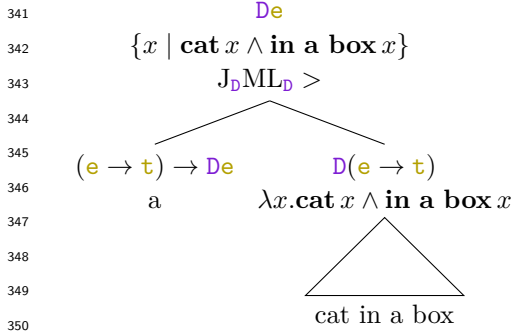 341
De
342
{x | cat x ∧ in a box x}
343
J_D ML_D >
344
345
(e → t) → De D(e → t)
346
a λx.cat x ∧ in a box x
347
348
349
cat in a box
350